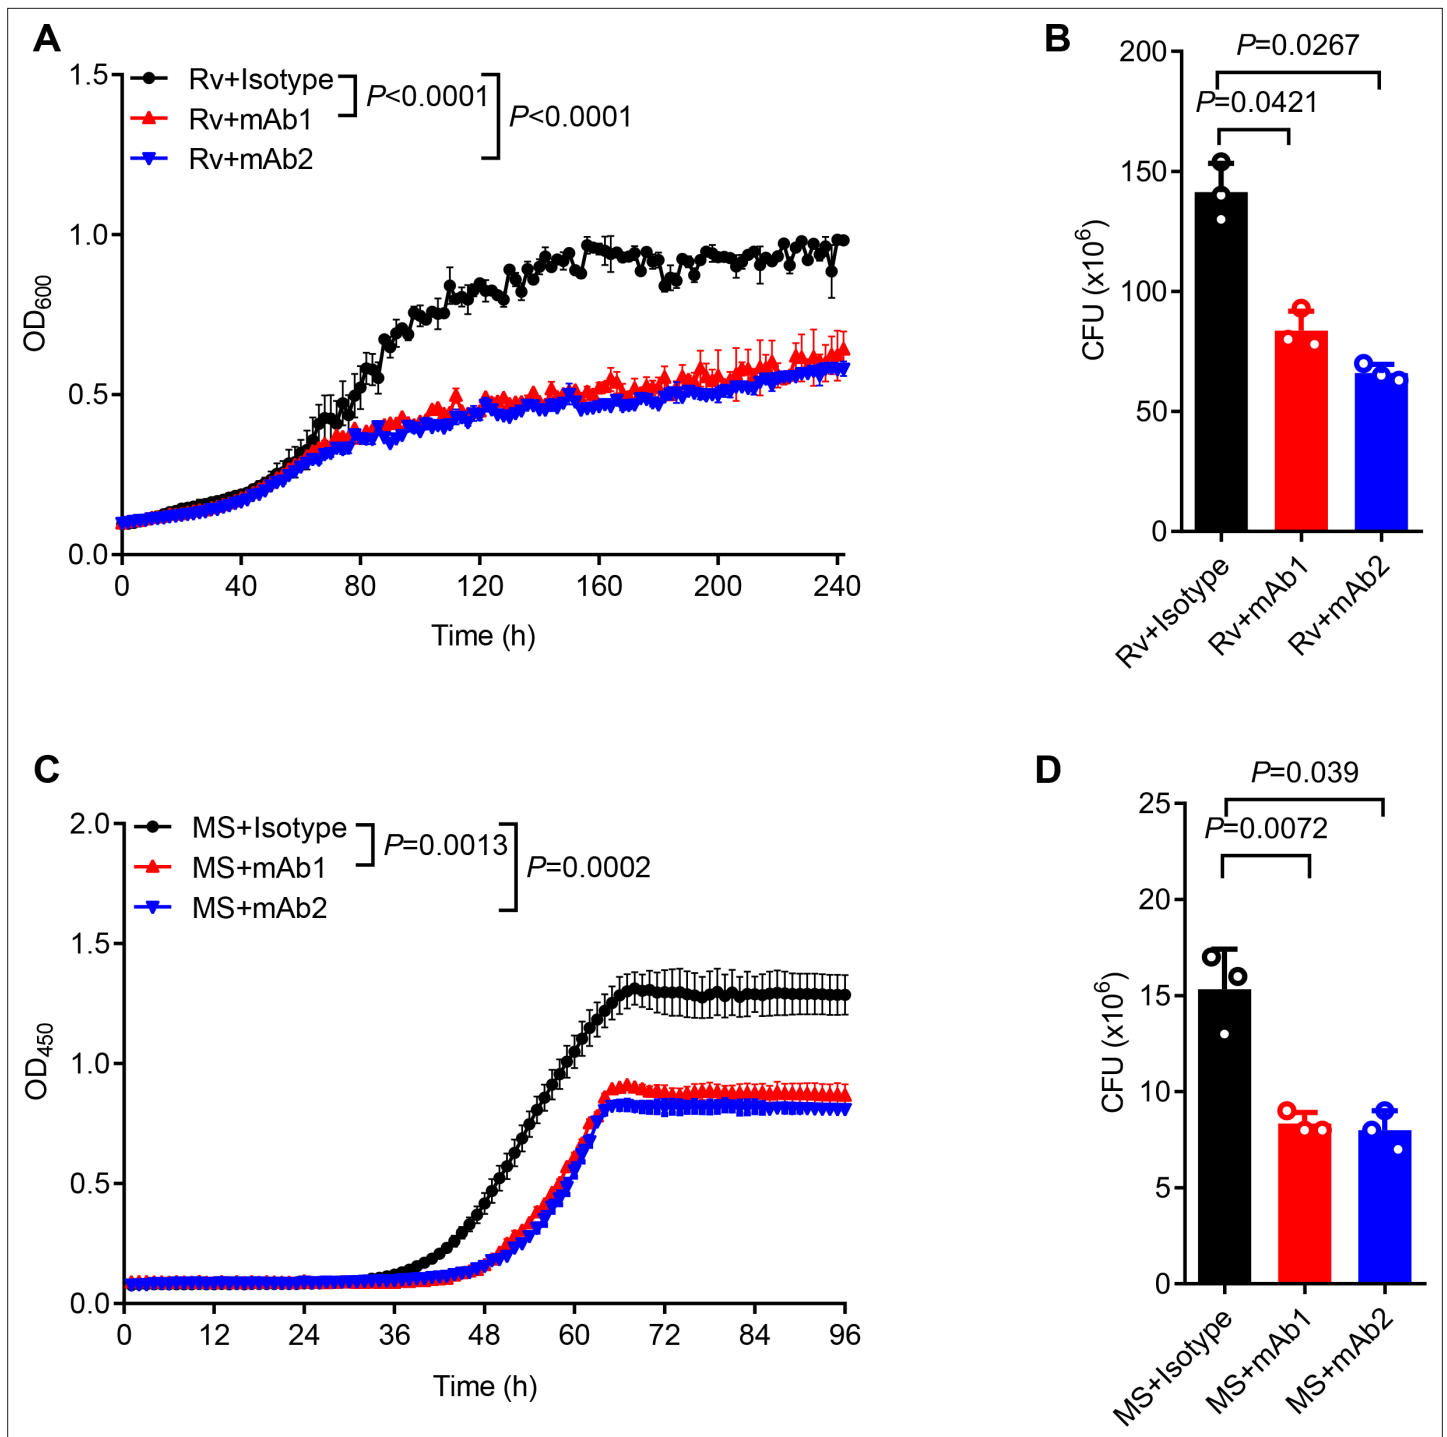 A
1.5
1.0
0.5
0.0
OD600
Rv+Isotype
Rv+mAb1
Rv+mAb2
P<0.0001
P<0.0001
0 40 80 120 160 200 240
Time (h)
B
200
150
100
50
0
CFU (x10⁶)
P=0.0267
P=0.0421
Rv+Isotype
Rv+mAb1
Rv+mAb2
C
2.0
1.5
1.0
0.5
0.0
OD450
MS+Isotype
MS+mAb1
MS+mAb2
P=0.0013
P=0.0002
0 12 24 36 48 60 72 84 96
Time (h)
D
25
20
15
10
5
0
CFU (x10⁶)
P=0.039
P=0.0072
MS+Isotype
MS+mAb1
MS+mAb2